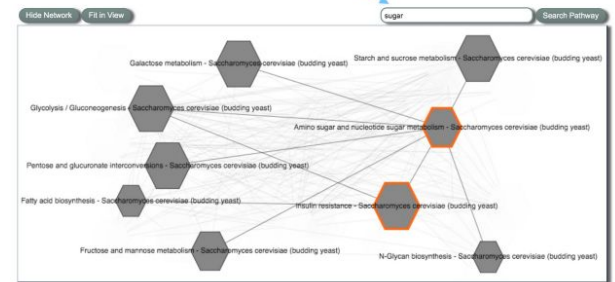 Hide Network
Fit in View
sugar
Search Pathway
Galactose metabolism - Saccharomyces cerevisiae (budding yeast)
Starch and sucrose metabolism - Saccharomyces cerevisiae (budding yeast)
Glycolysis / Gluconeogenesis - Saccharomyces cerevisiae (budding yeast)
Amino sugar and nucleotide sugar metabolism - Saccharomyces cerevisiae (budding yeast)
Pentose and glucuronate interconversions - Saccharomyces cerevisiae (budding yeast)
Fatty acid biosynthesis - Saccharomyces cerevisiae (budding yeast)
Insulin resistance - Saccharomyces cerevisiae (budding yeast)
Fructose and mannose metabolism - Saccharomyces cerevisiae (budding yeast)
N-Glycan biosynthesis - Saccharomyces cerevisiae (budding yeast)